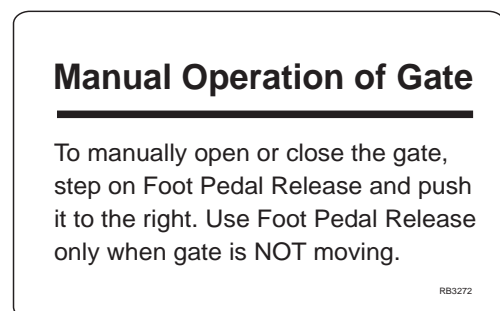 Manual Operation of Gate
To manually open or close the gate,
step on Foot Pedal Release and push
it to the right. Use Foot Pedal Release
only when gate is NOT moving.
RB3272